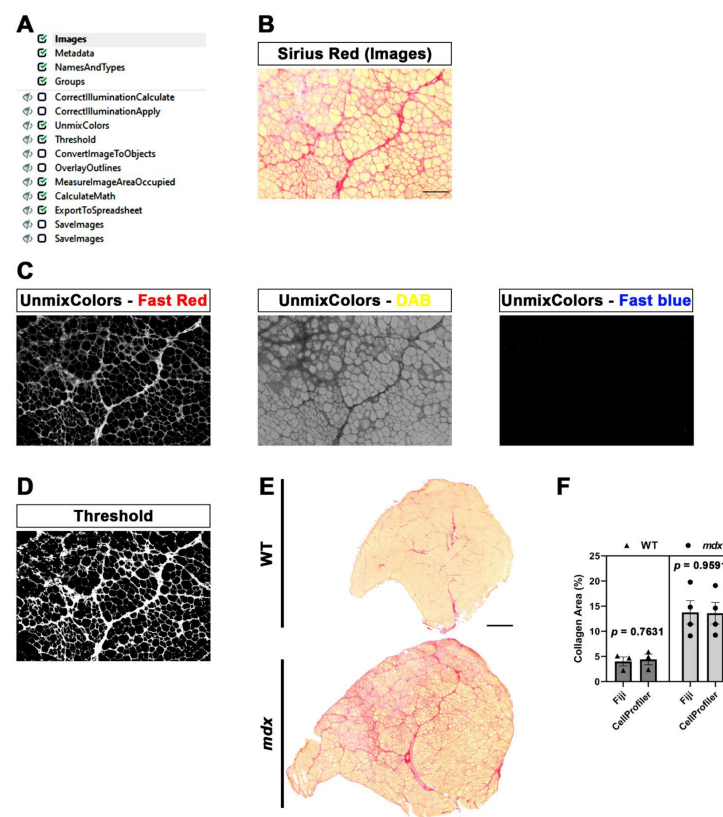 A
Images
Metadata
NamesAndTypes
Groups
CorrectIlluminationCalculate
CorrectIlluminationApply
UnmixColors
Threshold
ConvertImageToObjects
OverlayOutlines
MeasureImageAreaOccupied
CalculateMath
ExportToSpreadsheet
SaveImages
SaveImages
B
Sirius Red (Images)
C
UnmixColors - Fast Red
UnmixColors - DAB
UnmixColors - Fast blue
D
Threshold
E
WT
mdx
F
WT mdx
Collagen Area (%)
25
20
15
10
5
0
p = 0.7631
p = 0.9591
Fiji
CellProfiler
Fiji
CellProfiler